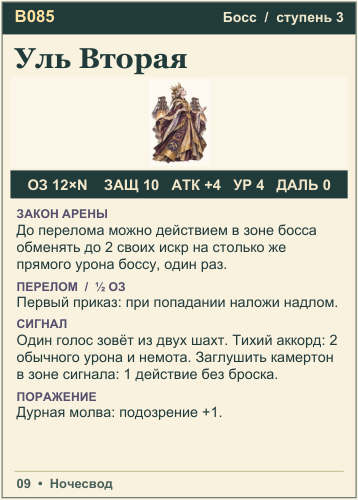 B085
Босс / ступень 3
Уль Вторая
ОЗ 12×N ЗАЩ 10 АТК +4 УР 4 ДАЛЬ 0
ЗАКОН АРЕНЫ
До перелома можно действием в зоне босса
обменять до 2 своих искр на столько же
прямого урона боссу, один раз.
ПЕРЕЛОМ / ½ ОЗ
Первый приказ: при попадании наложи надлом.
СИГНАЛ
Один голос зовёт из двух шахт. Тихий аккорд: 2
обычного урона и немота. Заглушить камертон
в зоне сигнала: 1 действие без броска.
ПОРАЖЕНИЕ
Дурная молва: подозрение +1.
09 • Ночесвод